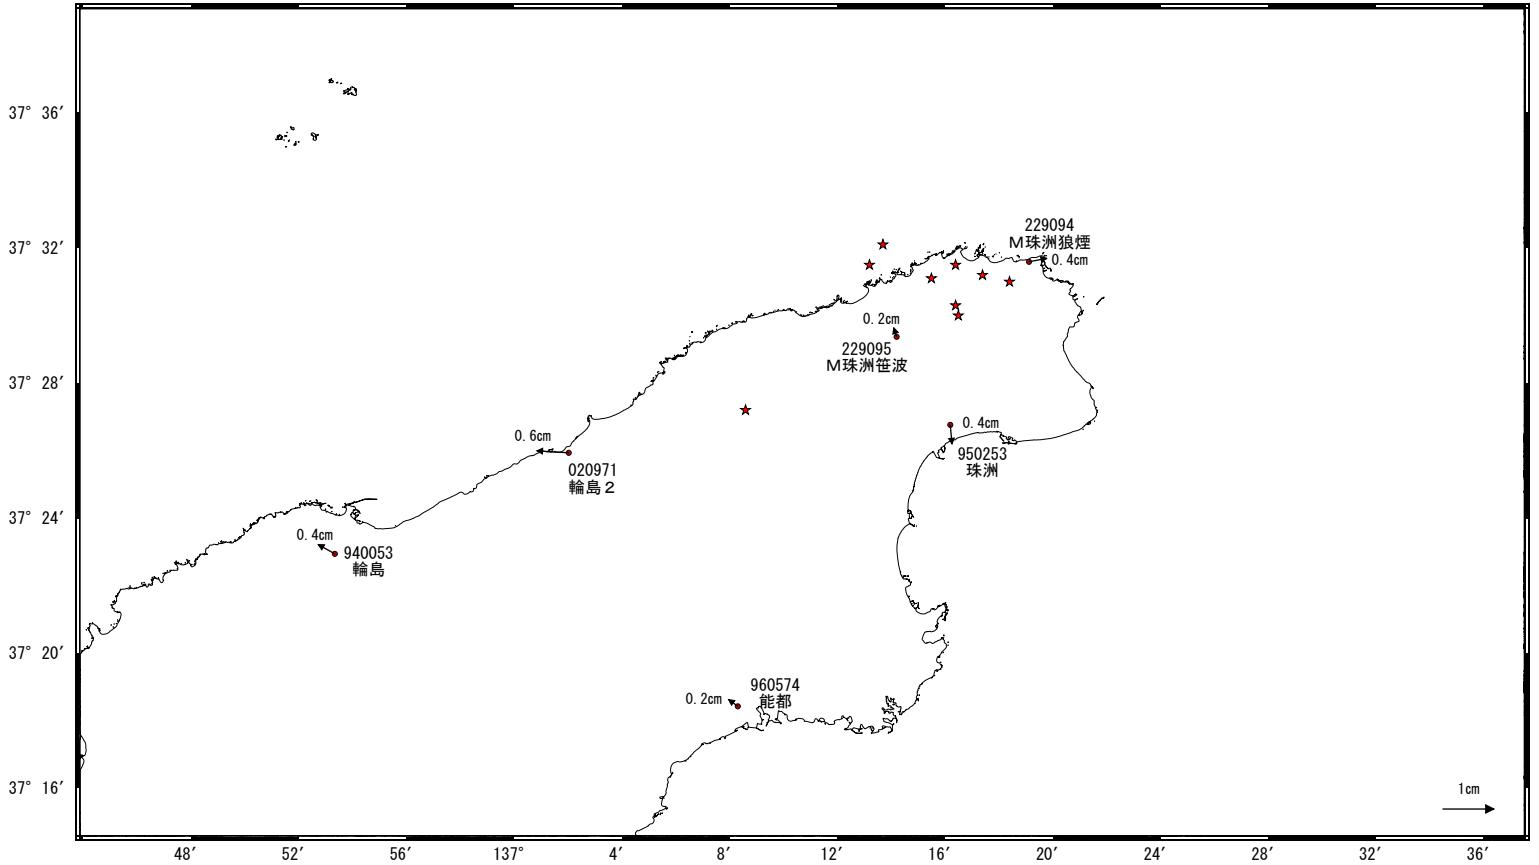 37° 36′
37° 32′
37° 28′
37° 24′
37° 20′
37° 16′
229094
Ｍ珠洲狼煙
0.4cm
0.2cm
229095
Ｍ珠洲笹波
0.4cm
950253
珠洲
0.6cm
020971
輪島２
0.4cm
940053
輪島
960574
能都
0.2cm
1cm
48′ 52′ 56′ 137° 4′ 8′ 12′ 16′ 20′ 24′ 28′ 32′ 36′